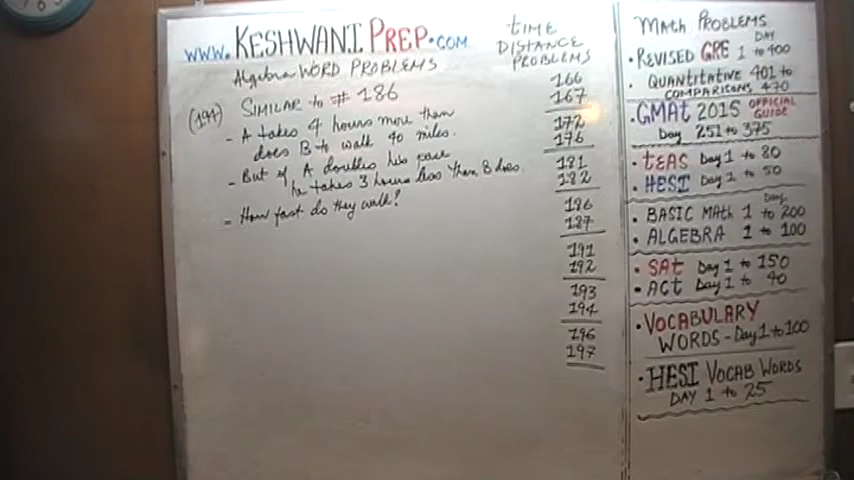 www.KESHWANI PREP.COM
Algebra WORD PROBLEMS
(197) SIMILAR to # 186
- A takes 4 hours more than
does B to walk 40 miles.
- But if A doubles his pace
he takes 3 hours less than B does.
- How fast do they walk?
TIME
DISTANCE
PROBLEMS
166
167
172
176
181
182
186
187
191
192
193
194
196
197
MATH PROBLEMS
DAY
• REVISED GRE 1 to 400
• QUANTITATIVE 401 to
COMPARISONS 470
• GMAt 2015 OFFICIAL GUIDE
Day 251 to 375
• tEAS Day 1 to 80
• HESI Day 1 to 50
Day
• BASIC MAth 1 to 200
• ALGEBRA 1 to 100
• SAt Day 1 to 150
• ACt Day 1 to 40
• VOCABULARY
WORDS - Day 1 to 100
• HESI VOCAB WORDS
DAY 1 to 25